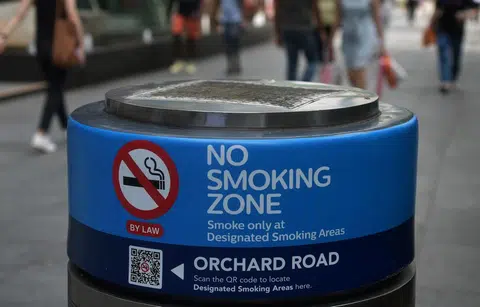 NO
SMOKING
ZONE
Smoke only at
Designated Smoking Areas
BY LAW
ORCHARD ROAD
Scan the QR code to locate
Designated Smoking Areas here.